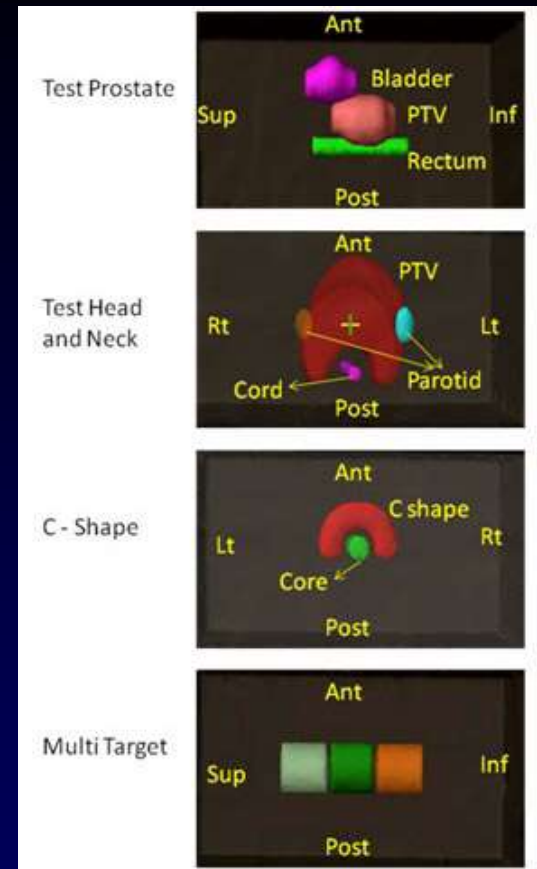 Test Prostate
Ant
Bladder
Sup
PTV
Inf
Rectum
Post
Test Head
and Neck
Ant
PTV
Rt
Lt
Cord
Parotid
Post
C - Shape
Ant
C shape
Lt
Rt
Core
Post
Multi Target
Ant
Sup
Inf
Post